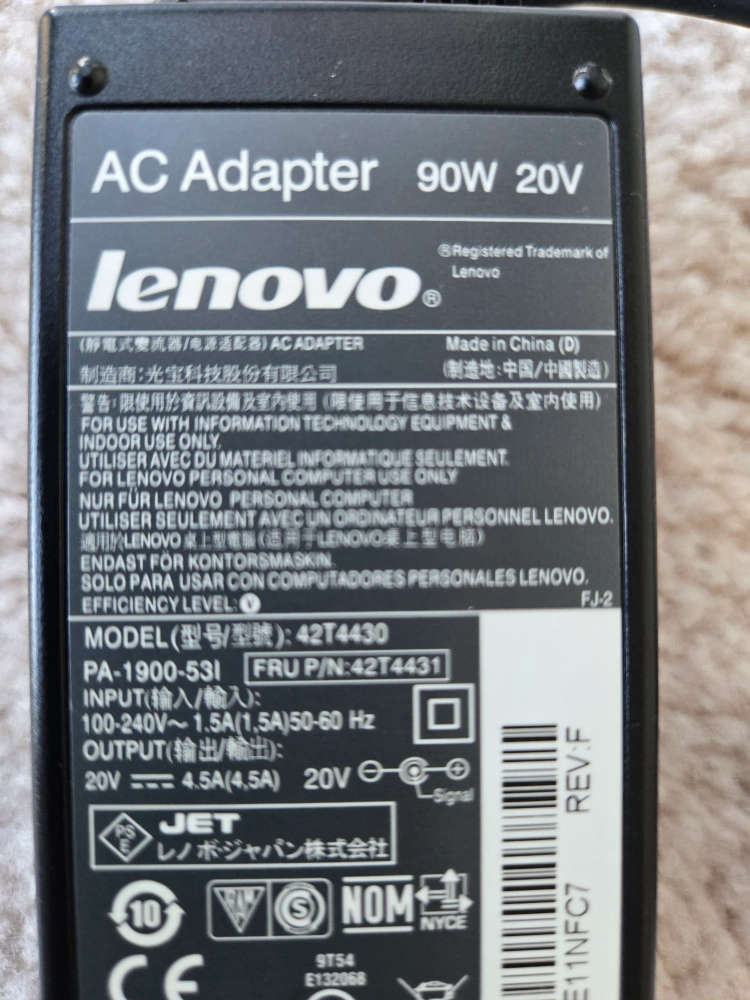 AC Adapter 90W 20V
lenovo®
®Registered Trademark of
Lenovo
(靜電式變流器/电源适配器) AC ADAPTER
Made in China (D)
制造商:光宝科技股份有限公司
(制造地:中国/中國製造)
警告:限使用於資訊設備及室內使用 (限使用于信息技术设备及室内使用)
FOR USE WITH INFORMATION TECHNOLOGY EQUIPMENT &
INDOOR USE ONLY.
UTILISER AVEC DU MATERIEL INFORMATIQUE SEULEMENT.
FOR LENOVO PERSONAL COMPUTER USE ONLY
NUR FÜR LENOVO PERSONAL COMPUTER
UTILISER SEULEMENT AVEC UN ORDINATEUR PERSONNEL LENOVO.
適用於LENOVO桌上型電腦(适用于LENOVO桌上型电脑)
ENDAST FÖR KONTORSMASKIN.
SOLO PARA USAR CON COMPUTADORES PERSONALES LENOVO.
EFFICIENCY LEVEL: V
FJ-2
MODEL(型号/型號): 42T4430
PA-1900-53I
FRU P/N:42T4431
INPUT(输入/輸入):
100-240V~ 1.5A(1,5A)50-60 Hz
OUTPUT(输出/輸出):
20V ⎓ 4.5A(4,5A) 20V
Signal
PSE
JET
レノボ・ジャパン株式会社
10
S
NOM
NYCE
CE
9T54
E132068
REV:F
E11NFC7